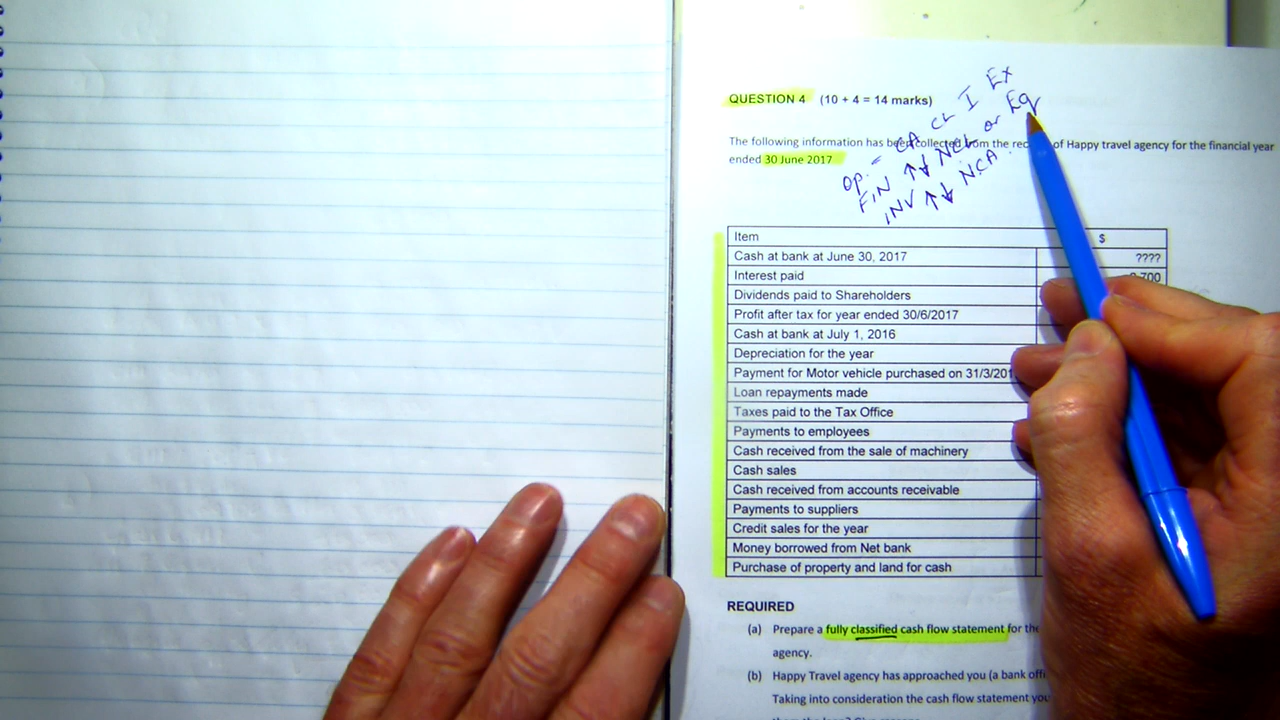 QUESTION 4 (10 + 4 = 14 marks)
Op. = CA CL I EX
FIN ↑↓ NCL or Eq
INV ↑↓ NCA.
The following information has been collected from the of Happy travel agency for the financial year
ended 30 June 2017
Item $
Cash at bank at June 30, 2017 ????
Interest paid 700
Dividends paid to Shareholders
Profit after tax for year ended 30/6/2017
Cash at bank at July 1, 2016
Depreciation for the year
Payment for Motor vehicle purchased on
Loan repayments made
Taxes paid to the Tax Office
Payments to employees
Cash received from the sale of machinery
Cash sales
Cash received from accounts receivable
Payments to suppliers
Credit sales for the year
Money borrowed from Net bank
Purchase of property and land for cash
REQUIRED
(a) Prepare a fully classified cash flow statement for the
agency.
(b) Happy Travel agency has approached you (a bank
Taking into consideration the cash flow statement you